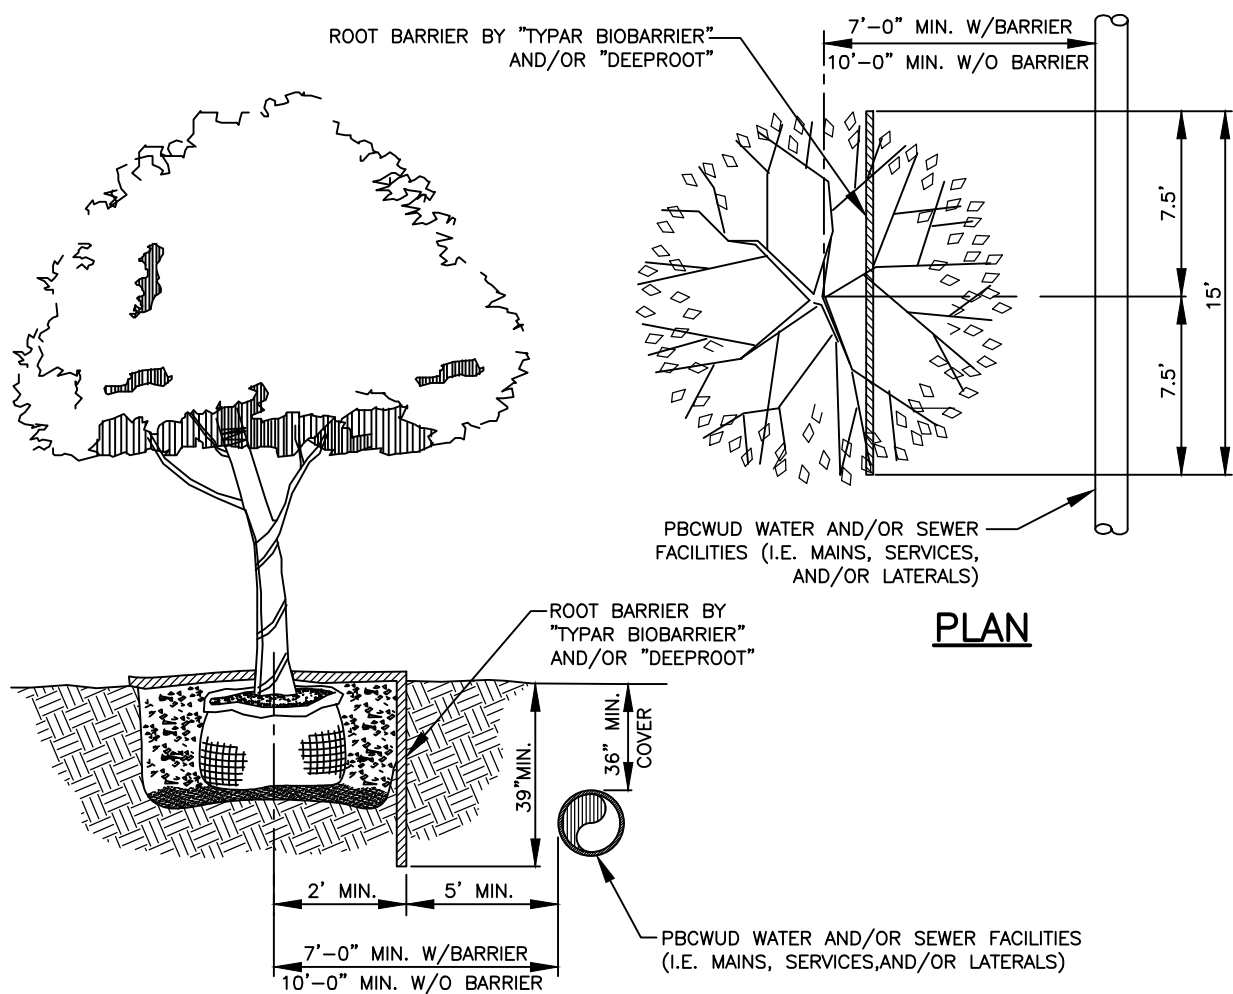 ROOT BARRIER BY "TYPAR BIOBARRIER"
AND/OR "DEEPROOT"
7'-0" MIN. W/BARRIER
10'-0" MIN. W/O BARRIER
7.5'
15'
7.5'
PBCWUD WATER AND/OR SEWER
FACILITIES (I.E. MAINS, SERVICES,
AND/OR LATERALS)
PLAN
ROOT BARRIER BY
"TYPAR BIOBARRIER"
AND/OR "DEEPROOT"
39"MIN.
36" MIN.
COVER
2' MIN.
5' MIN.
7'-0" MIN. W/BARRIER
10'-0" MIN. W/O BARRIER
PBCWUD WATER AND/OR SEWER FACILITIES
(I.E. MAINS, SERVICES,AND/OR LATERALS)